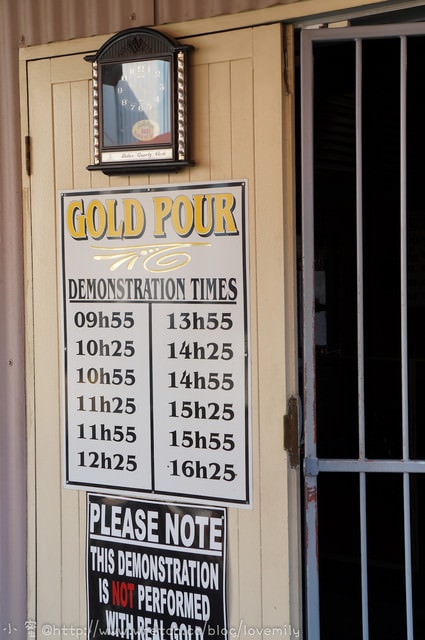 GOLD POUR
DEMONSTRATION TIMES
09h55
10h25
10h55
11h25
11h55
12h25
13h55
14h25
14h55
15h25
15h55
16h25
PLEASE NOTE
THIS DEMONSTRATION
IS NOT PERFORMED
WITH REAL GOLD